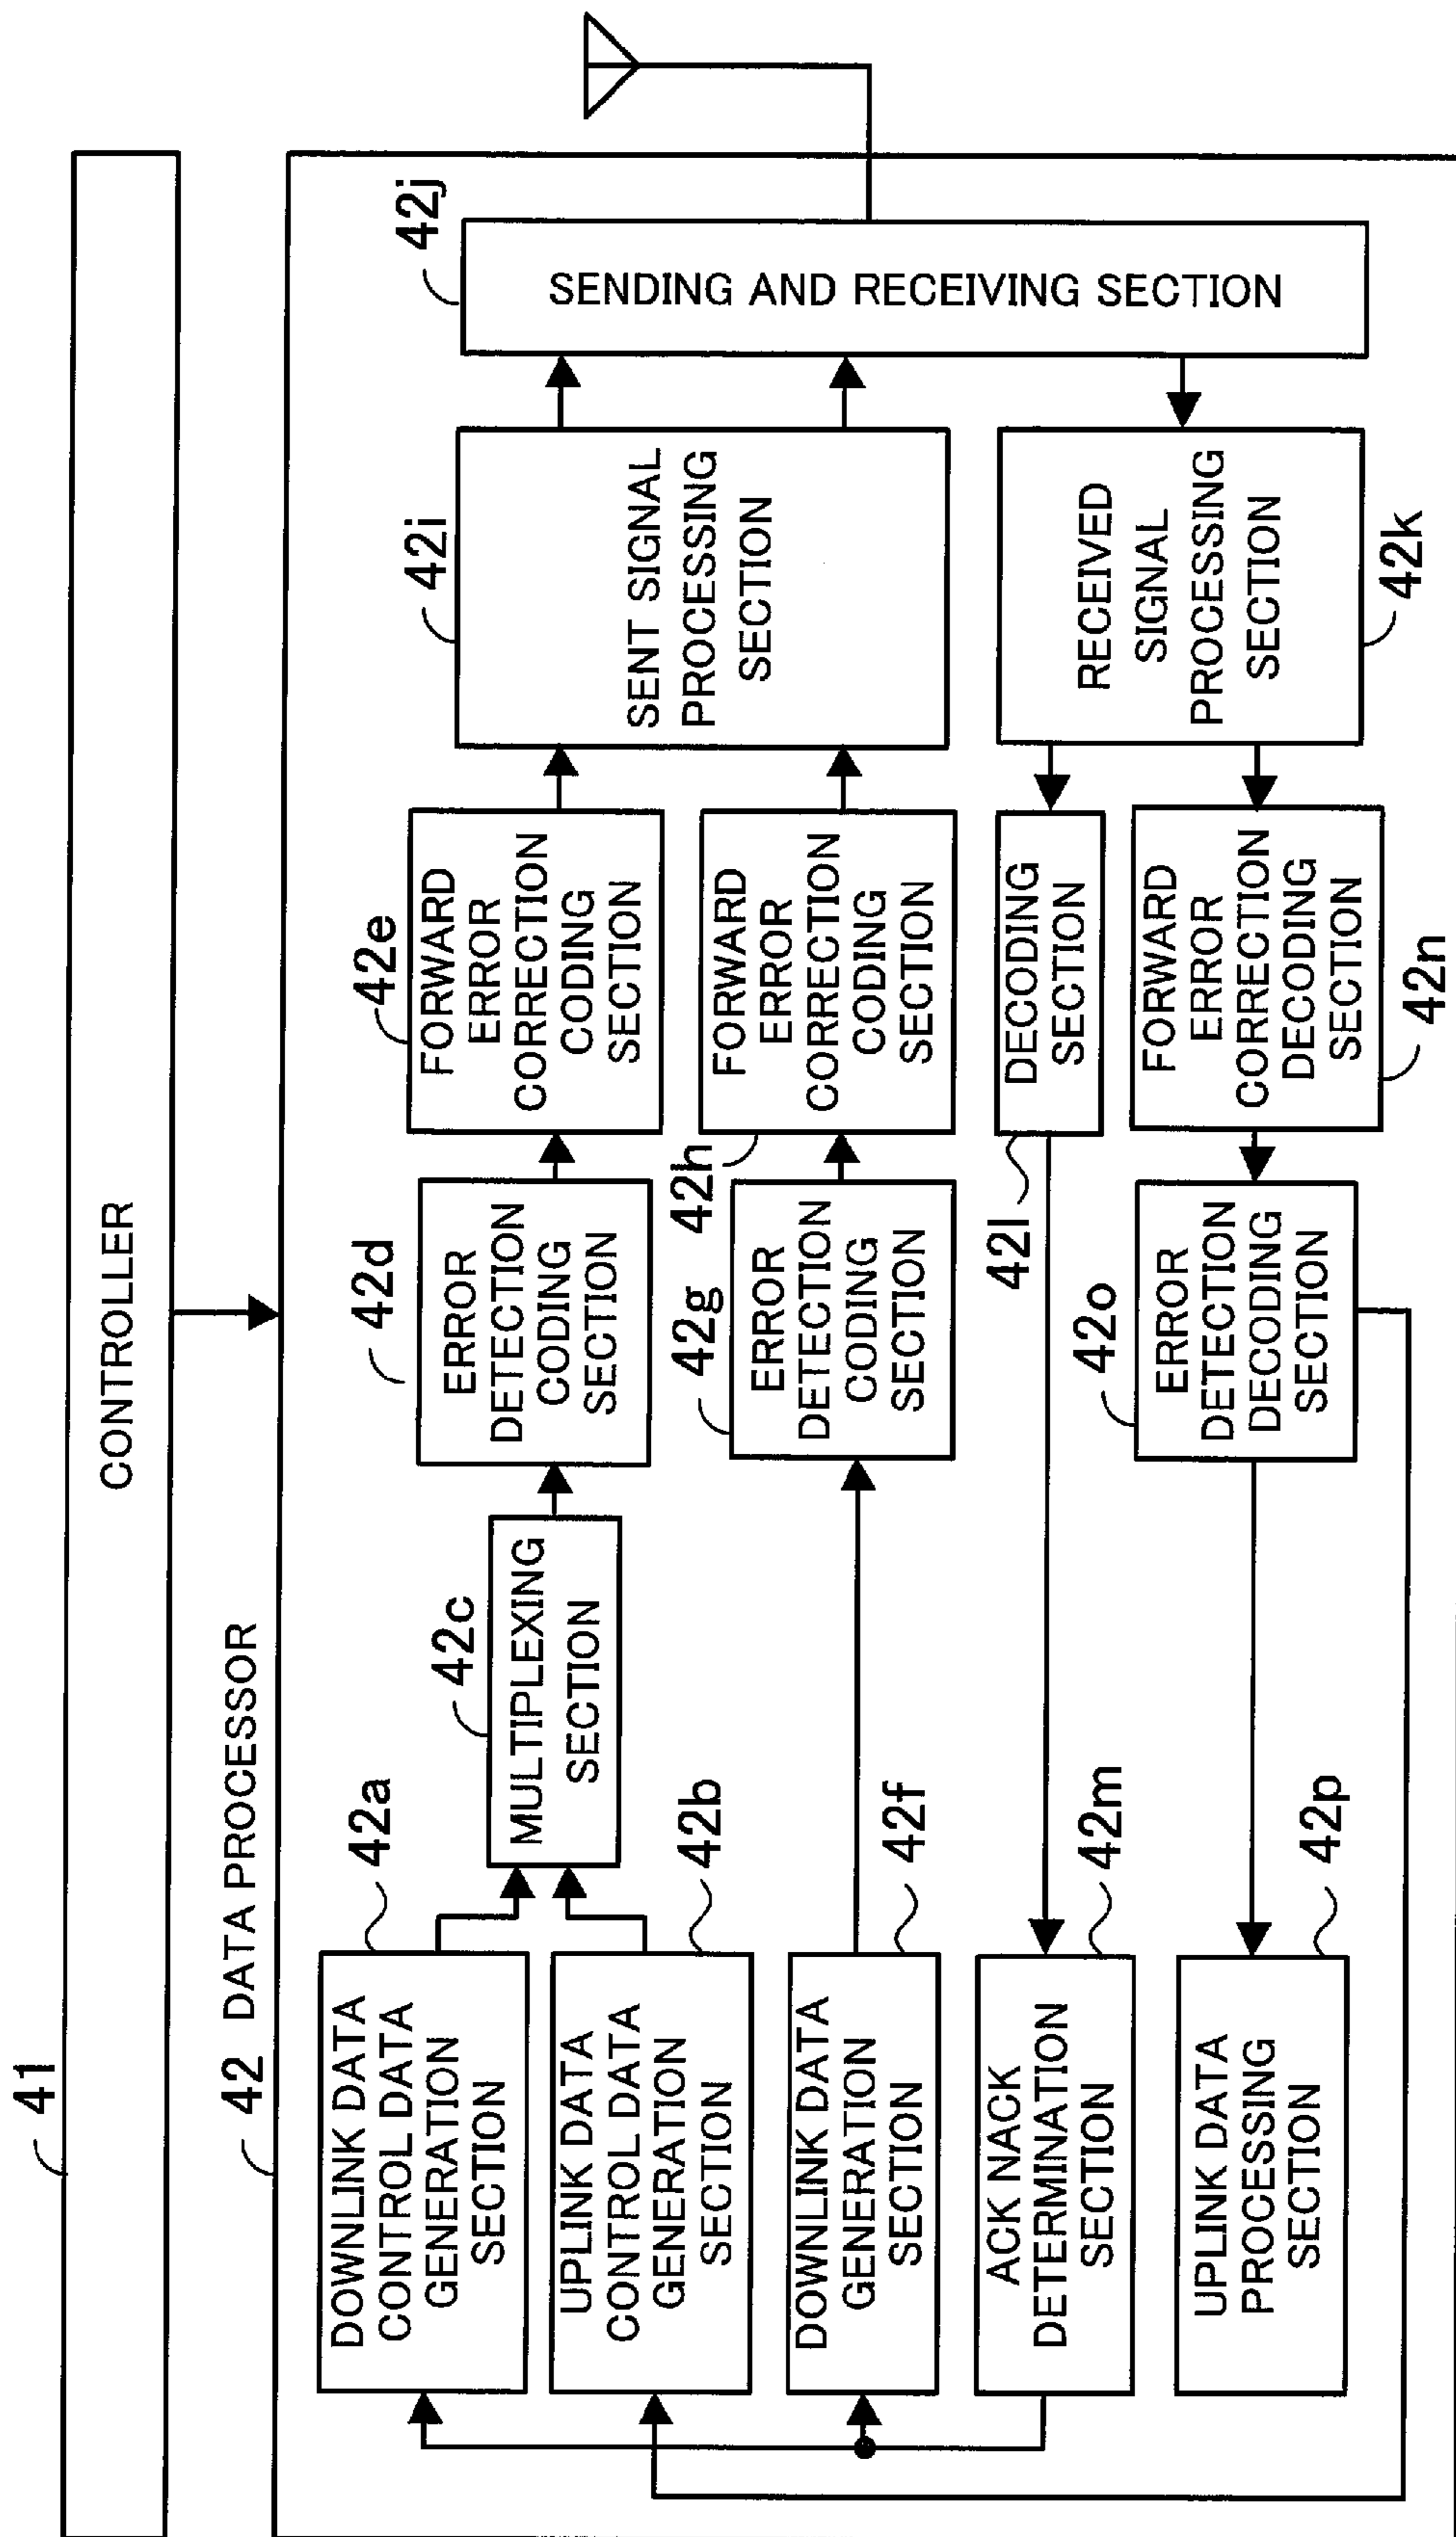 41
CONTROLLER
42
DATA PROCESSOR
42a
DOWNLINK DATA
CONTROL DATA
GENERATION
SECTION
42b
UPLINK DATA
CONTROL DATA
GENERATION
SECTION
42c
MULTIPLEXING
SECTION
42d
ERROR
DETECTION
CODING
SECTION
42e
FORWARD
ERROR
CORRECTION
CODING
SECTION
42f
DOWNLINK DATA
GENERATION
SECTION
42g
ERROR
DETECTION
CODING
SECTION
42h
FORWARD
ERROR
CORRECTION
CODING
SECTION
42i
SENT SIGNAL
PROCESSING
SECTION
42j
SENDING AND RECEIVING SECTION
42k
RECEIVED
SIGNAL
PROCESSING
SECTION
42l
DECODING
SECTION
42m
ACK NACK
DETERMINATION
SECTION
42n
FORWARD
ERROR
CORRECTION
DECODING
SECTION
42o
ERROR
DETECTION
DECODING
SECTION
42p
UPLINK DATA
PROCESSING
SECTION